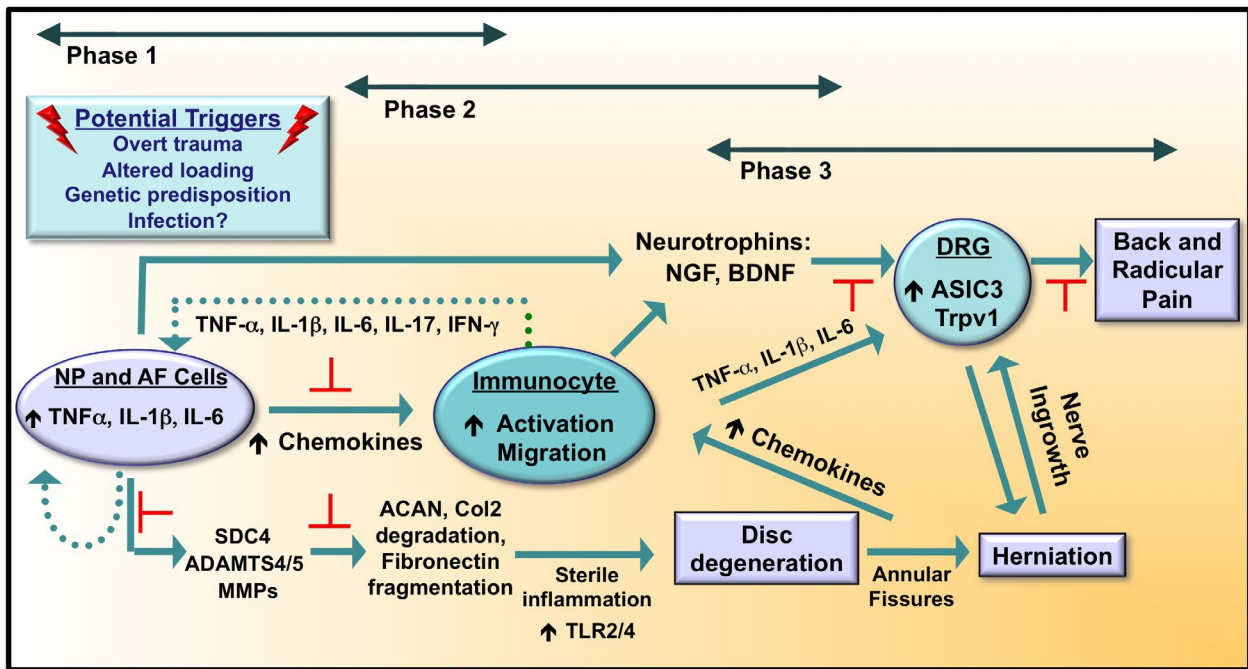 Phase 1
Phase 2
Phase 3
Potential Triggers
Overt trauma
Altered loading
Genetic predisposition
Infection?
Neurotrophins:
NGF, BDNF
DRG
↑ ASIC3
Trpv1
Back and
Radicular
Pain
TNF-α, IL-1β, IL-6, IL-17, IFN-γ
NP and AF Cells
↑ TNFα, IL-1β, IL-6
↑ Chemokines
Immunocyte
↑ Activation
Migration
TNF-α, IL-1β, IL-6
↑ Chemokines
Nerve
Ingrowth
SDC4
ADAMTS4/5
MMPs
ACAN, Col2
degradation,
Fibronectin
fragmentation
Sterile
inflammation
↑ TLR2/4
Disc
degeneration
Annular
Fissures
Herniation